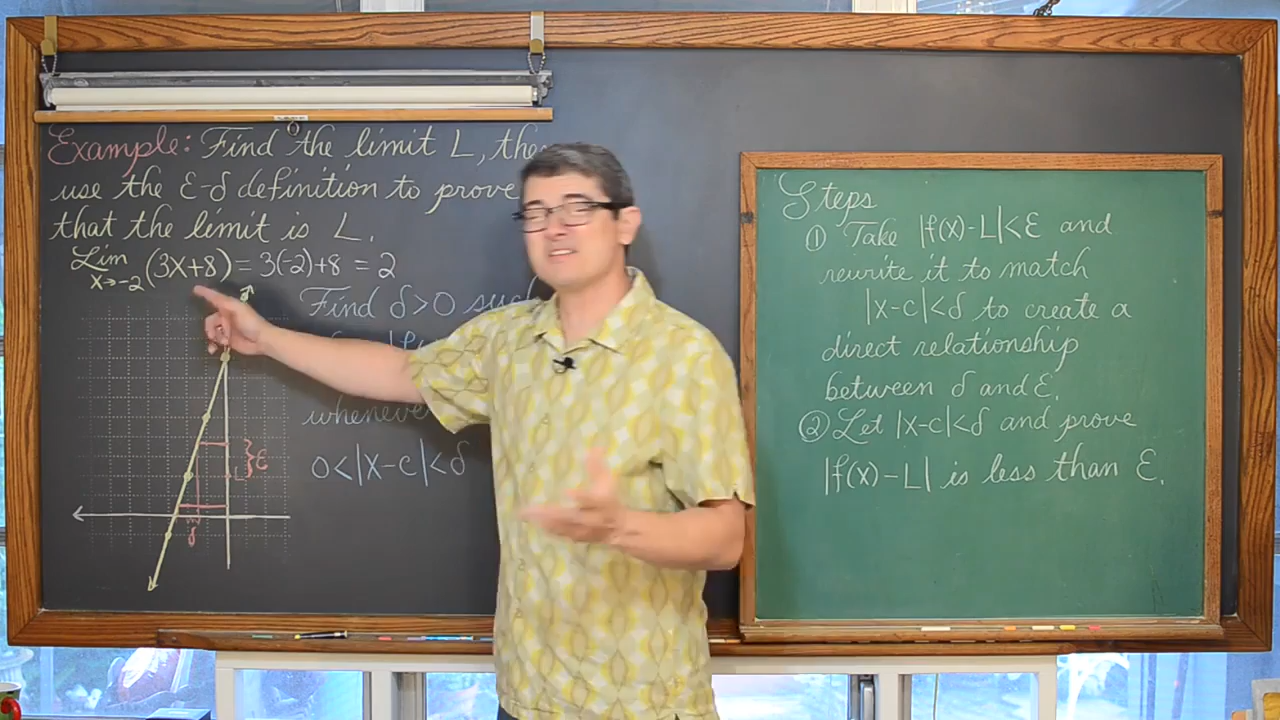 Example: Find the limit L, the
use the ε-δ definition to prove
that the limit is L.
Lim (3x+8) = 3(-2)+8 = 2
x→-2
Find δ>0 such
whenever
0<|x-c|<δ
L
ε
δ
Steps
① Take |f(x)-L|<ε and
rewrite it to match
|x-c|<δ to create a
direct relationship
between δ and ε.
② Let |x-c|<δ and prove
|f(x)-L| is less than ε.